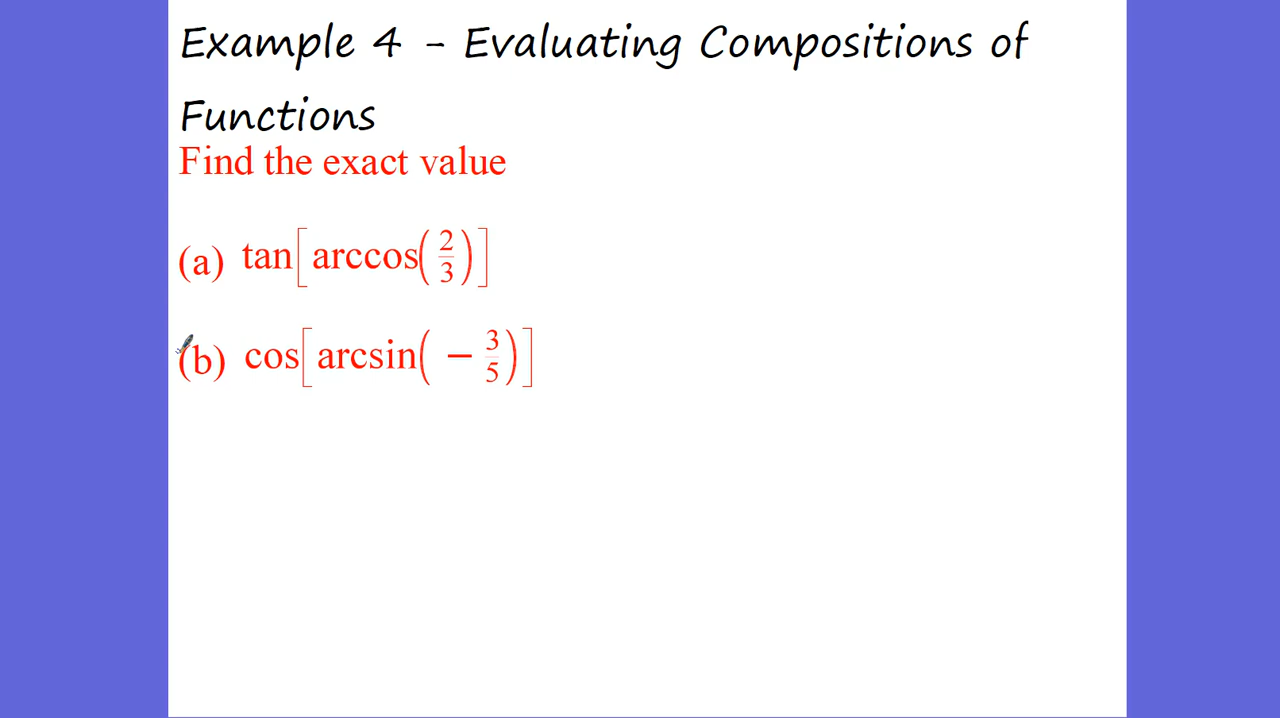 Example 4 - Evaluating Compositions of
Functions
Find the exact value
(a) tan[arccos(2/3)]
(b) cos[arcsin(− 3/5)]